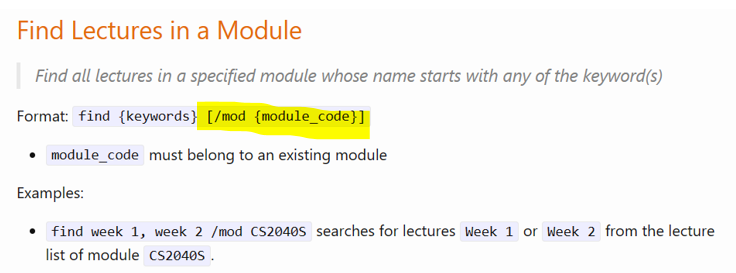 Find Lectures in a Module
Find all lectures in a specified module whose name starts with any of the keyword(s)
Format: find {keywords} [/mod {module_code}]
module_code must belong to an existing module
Examples:
find week 1, week 2 /mod CS2040S searches for lectures Week 1 or Week 2 from the lecture
list of module CS2040S.